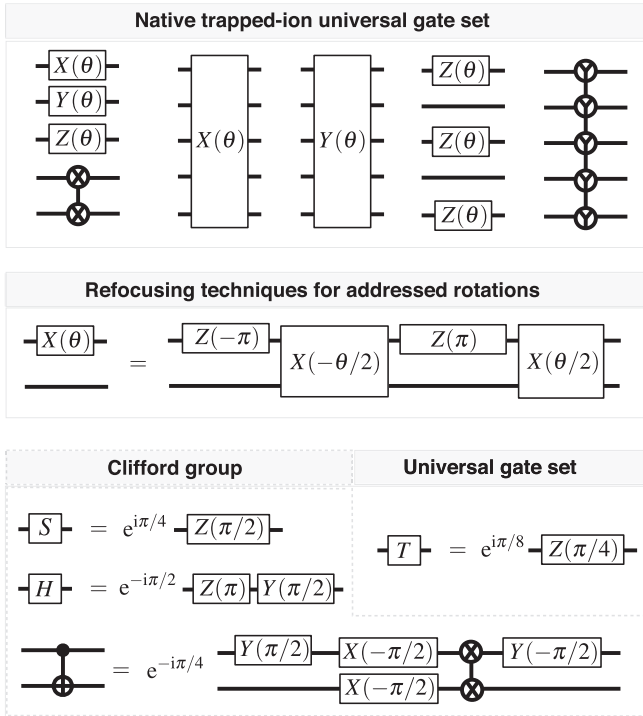 Native trapped-ion universal gate set
X(θ)
Y(θ)
Z(θ)
X
X
X(θ)
Y(θ)
Z(θ)
Z(θ)
Z(θ)
Y
Y
Y
Y
Y
Refocusing techniques for addressed rotations
X(θ) = Z(−π) X(−θ/2) Z(π) X(θ/2)
Clifford group
Universal gate set
S = e^{iπ/4} Z(π/2)
T = e^{iπ/8} Z(π/4)
H = e^{−iπ/2} Z(π) Y(π/2)
= e^{−iπ/4} Y(π/2) X(−π/2) X Y(−π/2)
X(−π/2) X